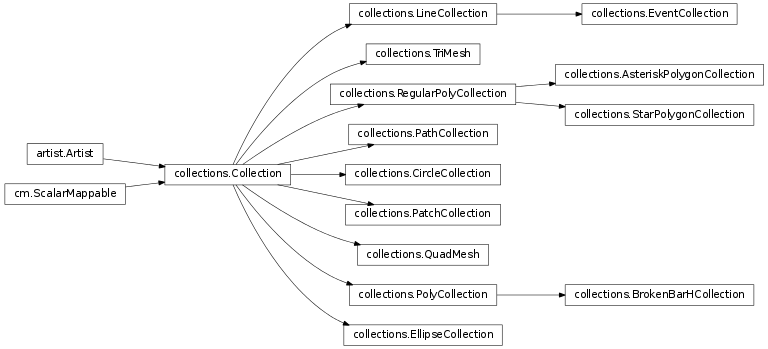 collections.LineCollection
collections.EventCollection
collections.TriMesh
collections.AsteriskPolygonCollection
collections.RegularPolyCollection
collections.StarPolygonCollection
collections.PathCollection
artist.Artist
collections.Collection
collections.CircleCollection
cm.ScalarMappable
collections.PatchCollection
collections.QuadMesh
collections.PolyCollection
collections.BrokenBarHCollection
collections.EllipseCollection